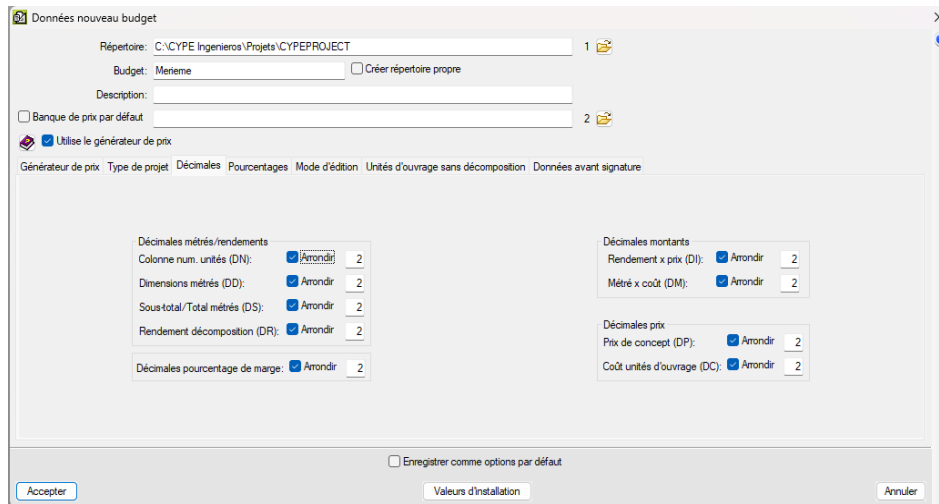 Données nouveau budget
Répertoire: C:\CYPE Ingenieros\Projets\CYPEPROJECT 1
Budget: Merieme Créer répertoire propre
Description:
Banque de prix par défaut 2
Utilise le générateur de prix
Générateur de prix Type de projet Décimales Pourcentages Mode d'édition Unités d'ouvrage sans décomposition Données avant signature
Décimales métrés/rendements Décimales montants
Colonne num. unités (DN): Arrondir 2 Rendement x prix (DI): Arrondir 2
Dimensions métrés (DD): Arrondir 2 Métré x coût (DM): Arrondir 2
Sous-total/Total métrés (DS): Arrondir 2 Décimales prix
Rendement décomposition (DR): Arrondir 2 Prix de concept (DP): Arrondir 2
Décimales pourcentage de marge: Arrondir 2 Coût unités d'ouvrage (DC): Arrondir 2
Enregistrer comme options par défaut
Accepter Valeurs d'installation Annuler